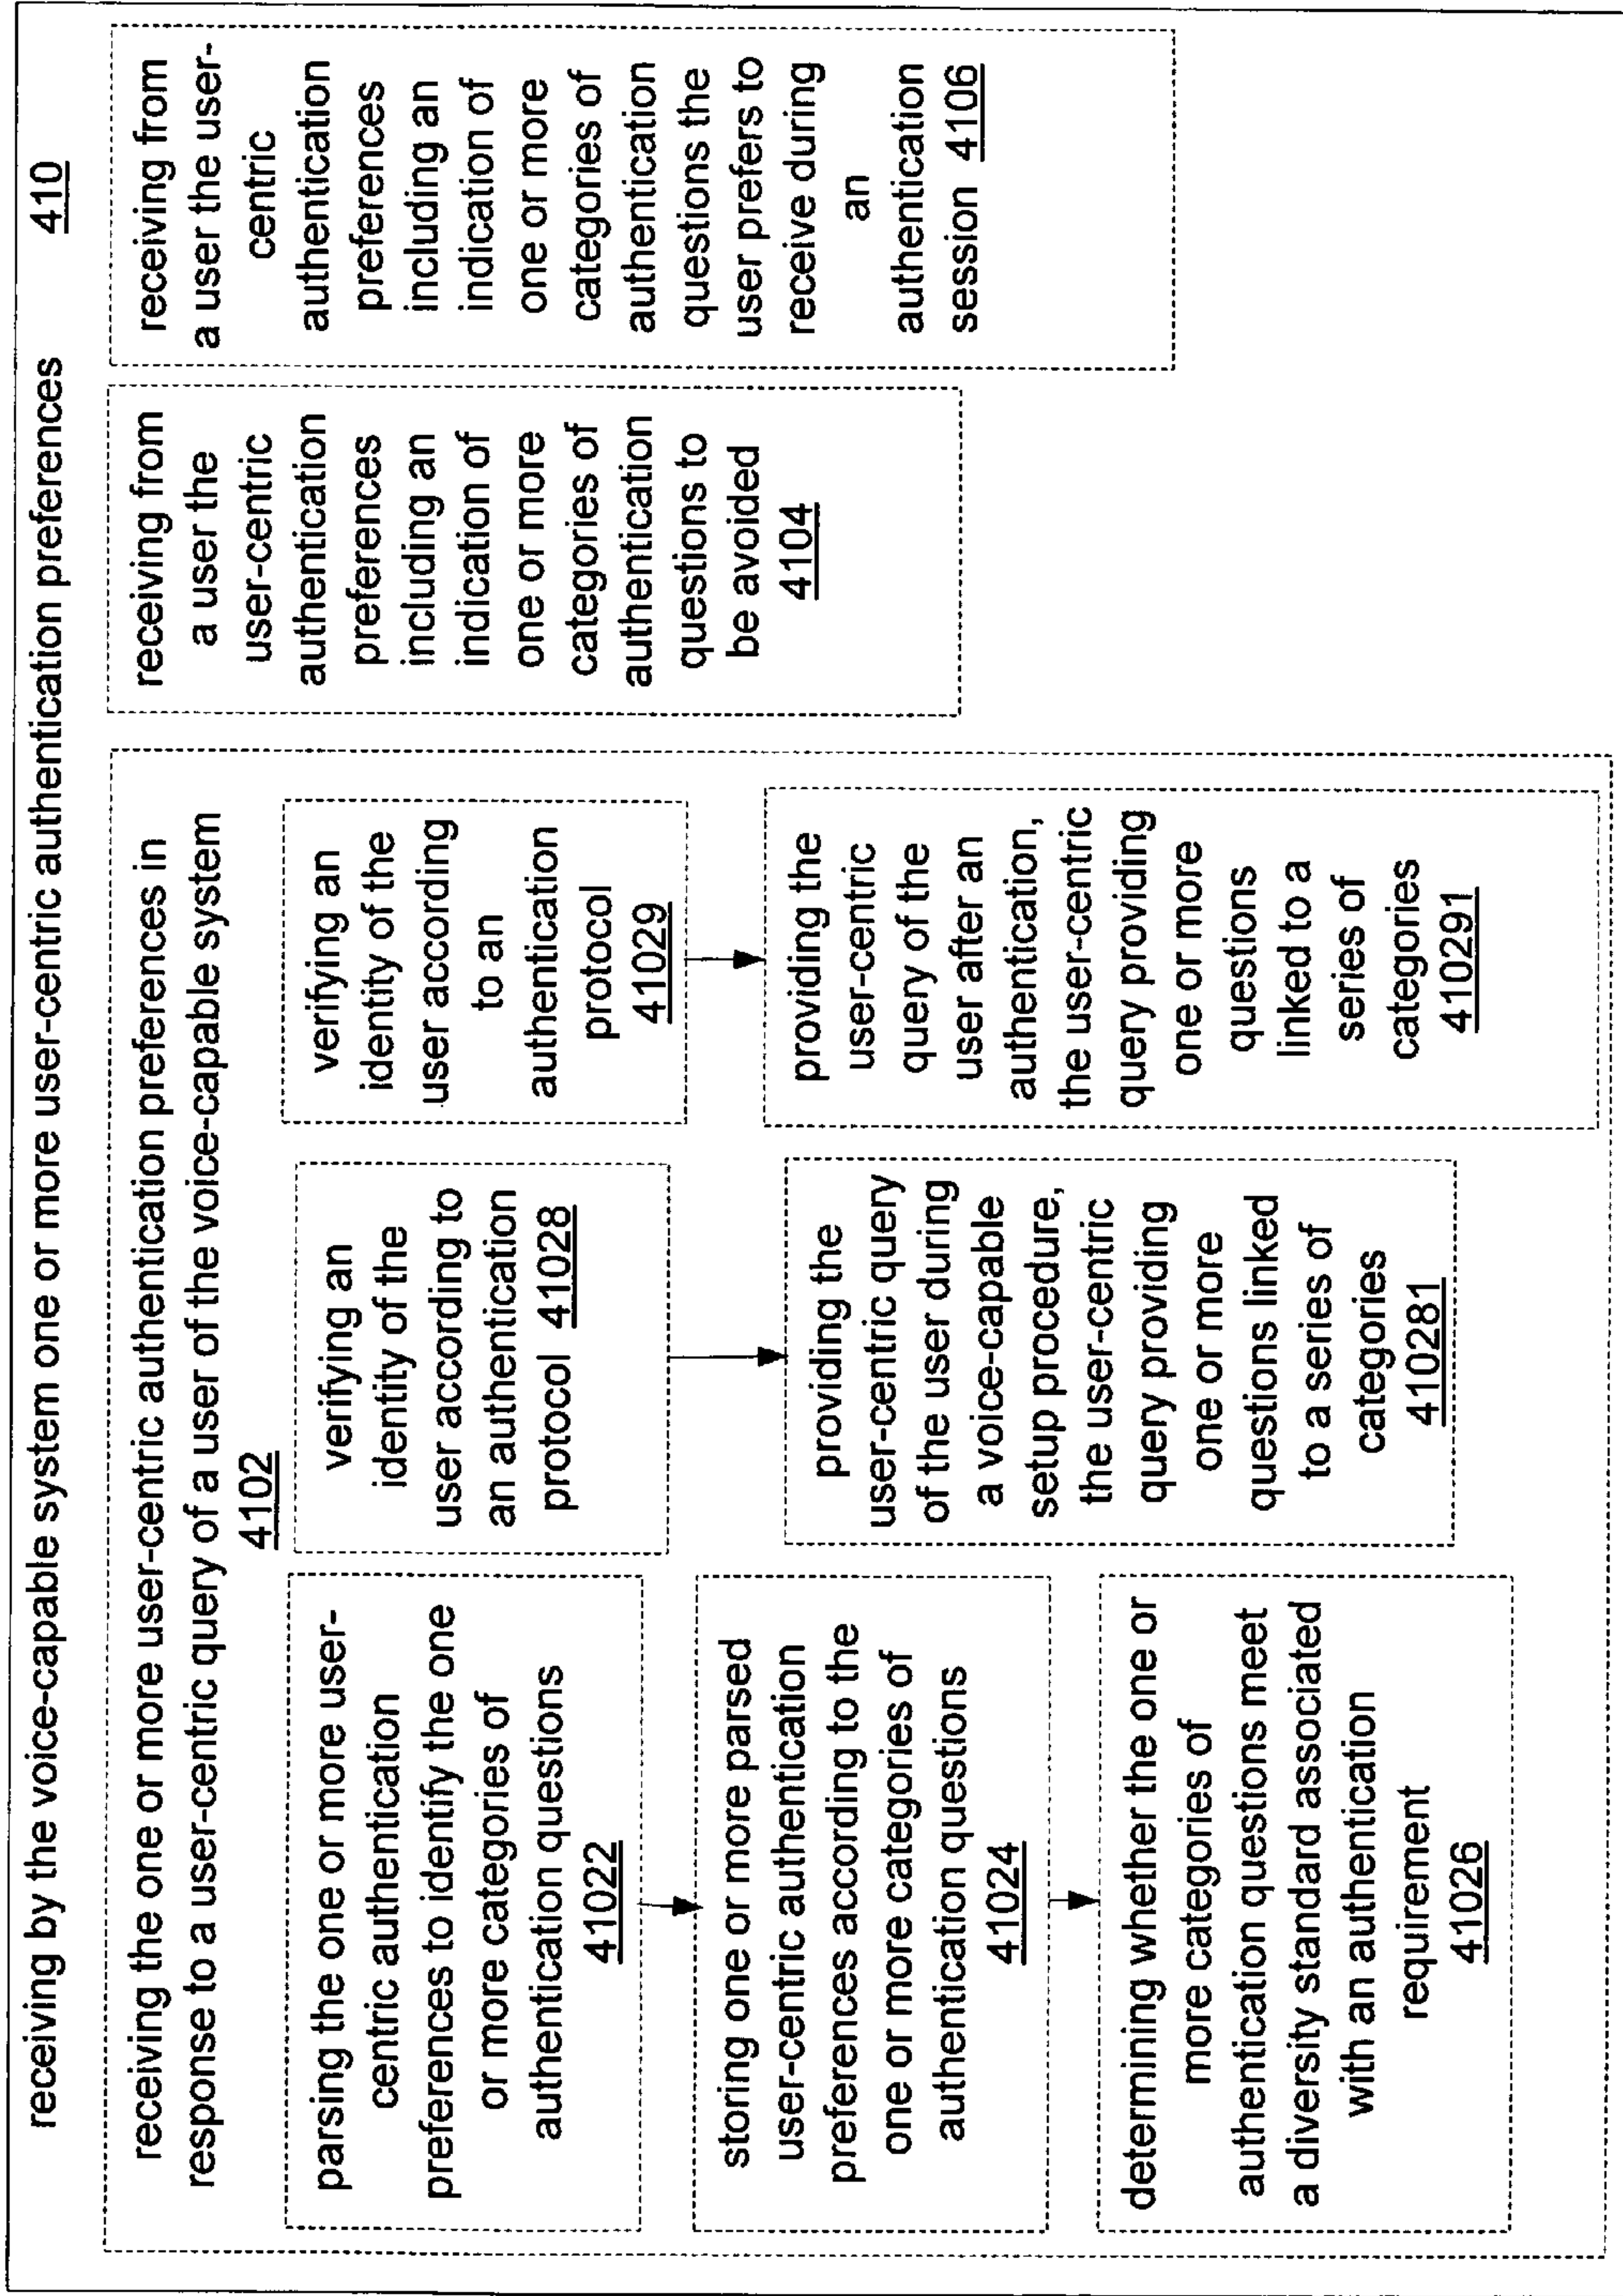 receiving by the voice-capable system one or more user-centric authentication preferences 410
receiving the one or more user-centric authentication preferences in
response to a user-centric query of a user of the voice-capable system
4102
parsing the one or more user-
centric authentication
preferences to identify the one
or more categories of
authentication questions
41022
storing one or more parsed
user-centric authentication
preferences according to the
one or more categories of
authentication questions
41024
determining whether the one or
more categories of
authentication questions meet
a diversity standard associated
with an authentication
requirement
41026
verifying an
identity of the
user according to
an authentication
protocol 41028
providing the
user-centric query
of the user during
a voice-capable
setup procedure,
the user-centric
query providing
one or more
questions linked
to a series of
categories
410281
verifying an
identity of the
user according
to an
authentication
protocol
41029
providing the
user-centric
query of the
user after an
authentication,
the user-centric
query providing
one or more
questions
linked to a
series of
categories
410291
receiving from
a user the
user-centric
authentication
preferences
including an
indication of
one or more
categories of
authentication
questions to
be avoided
4104
receiving from
a user the user-
centric
authentication
preferences
including an
indication of
one or more
categories of
authentication
questions the
user prefers to
receive during
an
authentication
session 4106